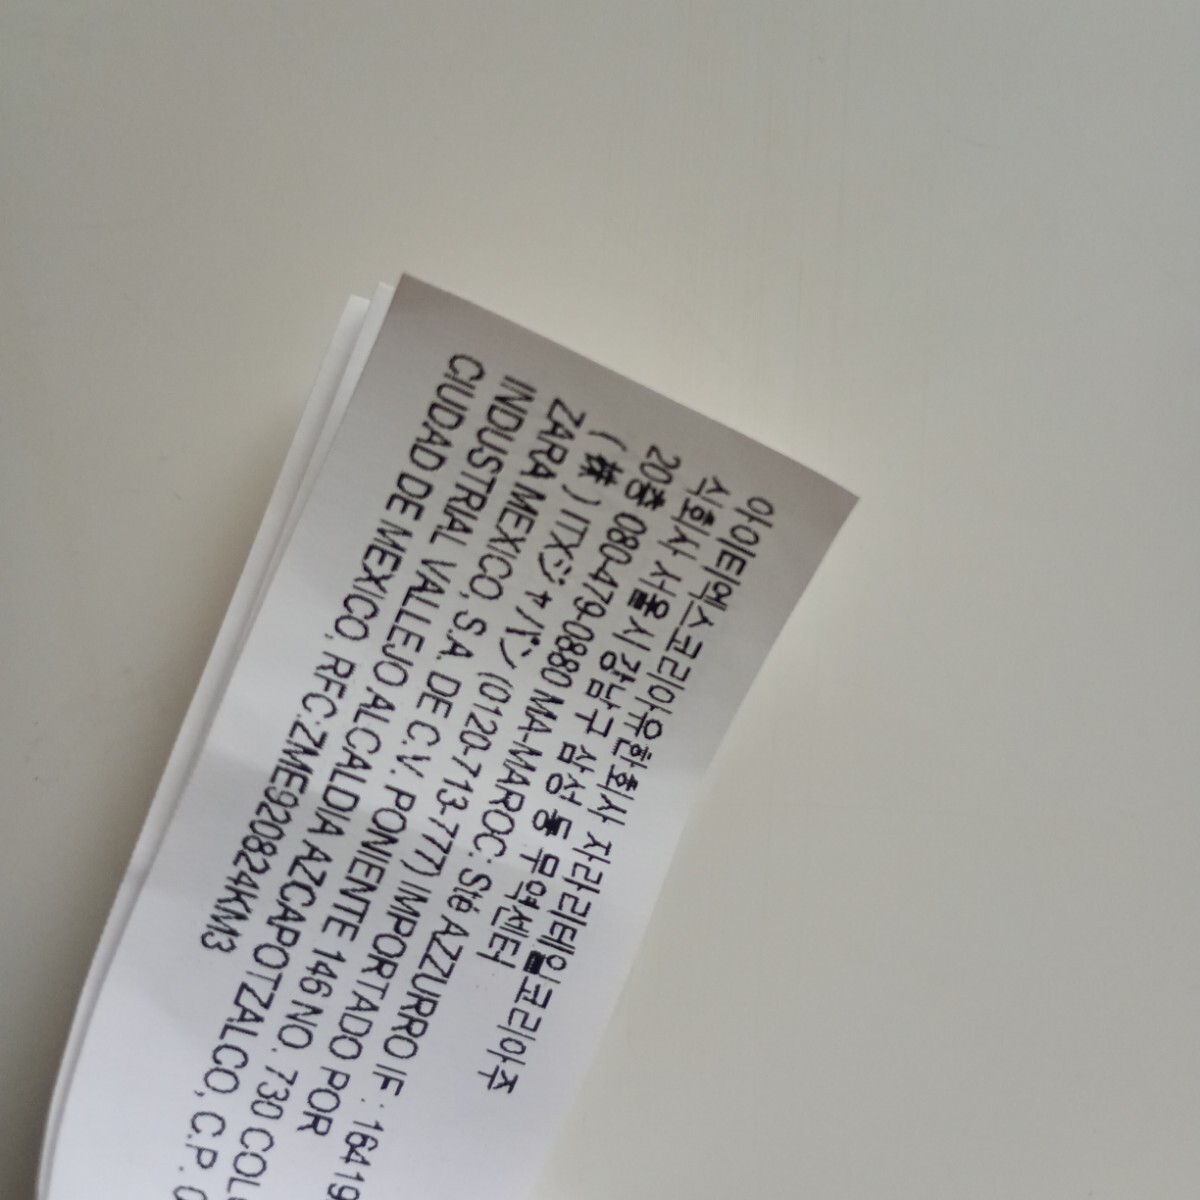 아이티엑스코리아유한회사 자라리테일코리아주
식회사 서울시 강남구 삼성동 무역센터
20층 080-479-0880 MA-MAROC: Sté AZZURRO IF : 16419
(株) ITXジャパン (0120-713-777) IMPORTADO POR
ZARA MEXICO, S.A. DE C.V. PONIENTE 146 NO. 730 COL
INDUSTRIAL VALLEJO ALCALDIA AZCAPOTZALCO, C.P. 0
CIUDAD DE MEXICO, RFC:ZME920824KM3